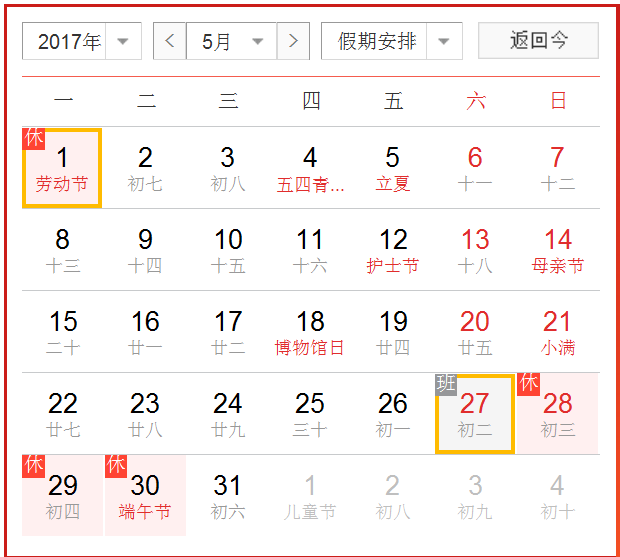 2017年 5月 假期安排 返回今
一 二 三 四 五 六 日
休
1 2 3 4 5 6 7
劳动节 初七 初八 五四青... 立夏 十一 十二
8 9 10 11 12 13 14
十三 十四 十五 十六 护士节 十八 母亲节
15 16 17 18 19 20 21
二十 廿一 廿二 博物馆日 廿四 廿五 小满
班 休
22 23 24 25 26 27 28
廿七 廿八 廿九 三十 初一 初二 初三
休 休
29 30 31 1 2 3 4
初四 端午节 初六 儿童节 初八 初九 初十